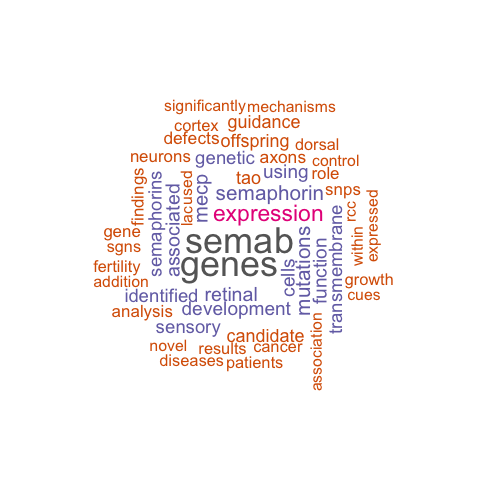 significantly mechanisms
cortex guidance
defects offspring dorsal
neurons genetic axons control
tao using role
findings semaphorins associated lacused mecp semaphorin snps
expression
gene semab rcc
sgns genes within expressed
fertility cells mutations function transmembrane
addition growth
identified retinal cues
analysis development
sensory candidate
novel results cancer association
diseases patients